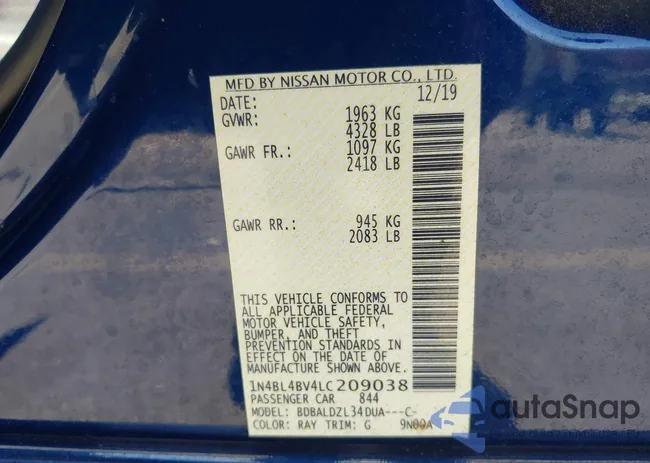 MFD BY NISSAN MOTOR CO., LTD.
DATE: 12/19
GVWR: 1963 KG
4328 LB
GAWR FR.: 1097 KG
2418 LB
GAWR RR.: 945 KG
2083 LB
THIS VEHICLE CONFORMS TO
ALL APPLICABLE FEDERAL
MOTOR VEHICLE SAFETY,
BUMPER, AND THEFT
PREVENTION STANDARDS IN
EFFECT ON THE DATE OF
MANUFACTURE SHOWN ABOVE.
1N4BL4BV4LC209038
PASSENGER CAR 844
MODEL: BDBALDZL34DUA---C-
COLOR: RAY TRIM: G 9N00A
autoSnap